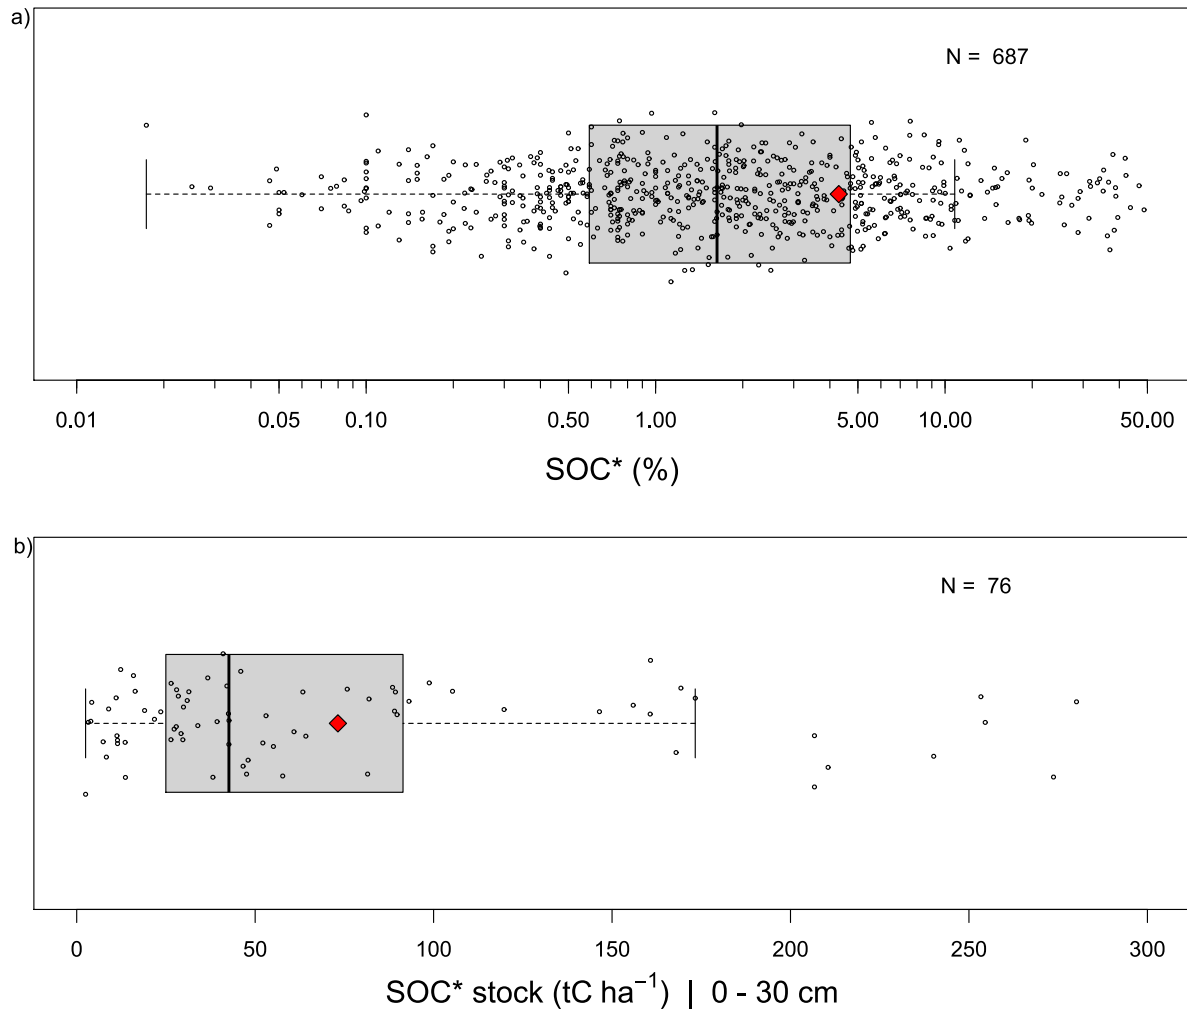 a)
N = 687
0.01 0.05 0.10 0.50 1.00 5.00 10.00 50.00
SOC* (%)
b)
N = 76
0 50 100 150 200 250 300
SOC* stock (tC ha⁻¹) | 0 - 30 cm